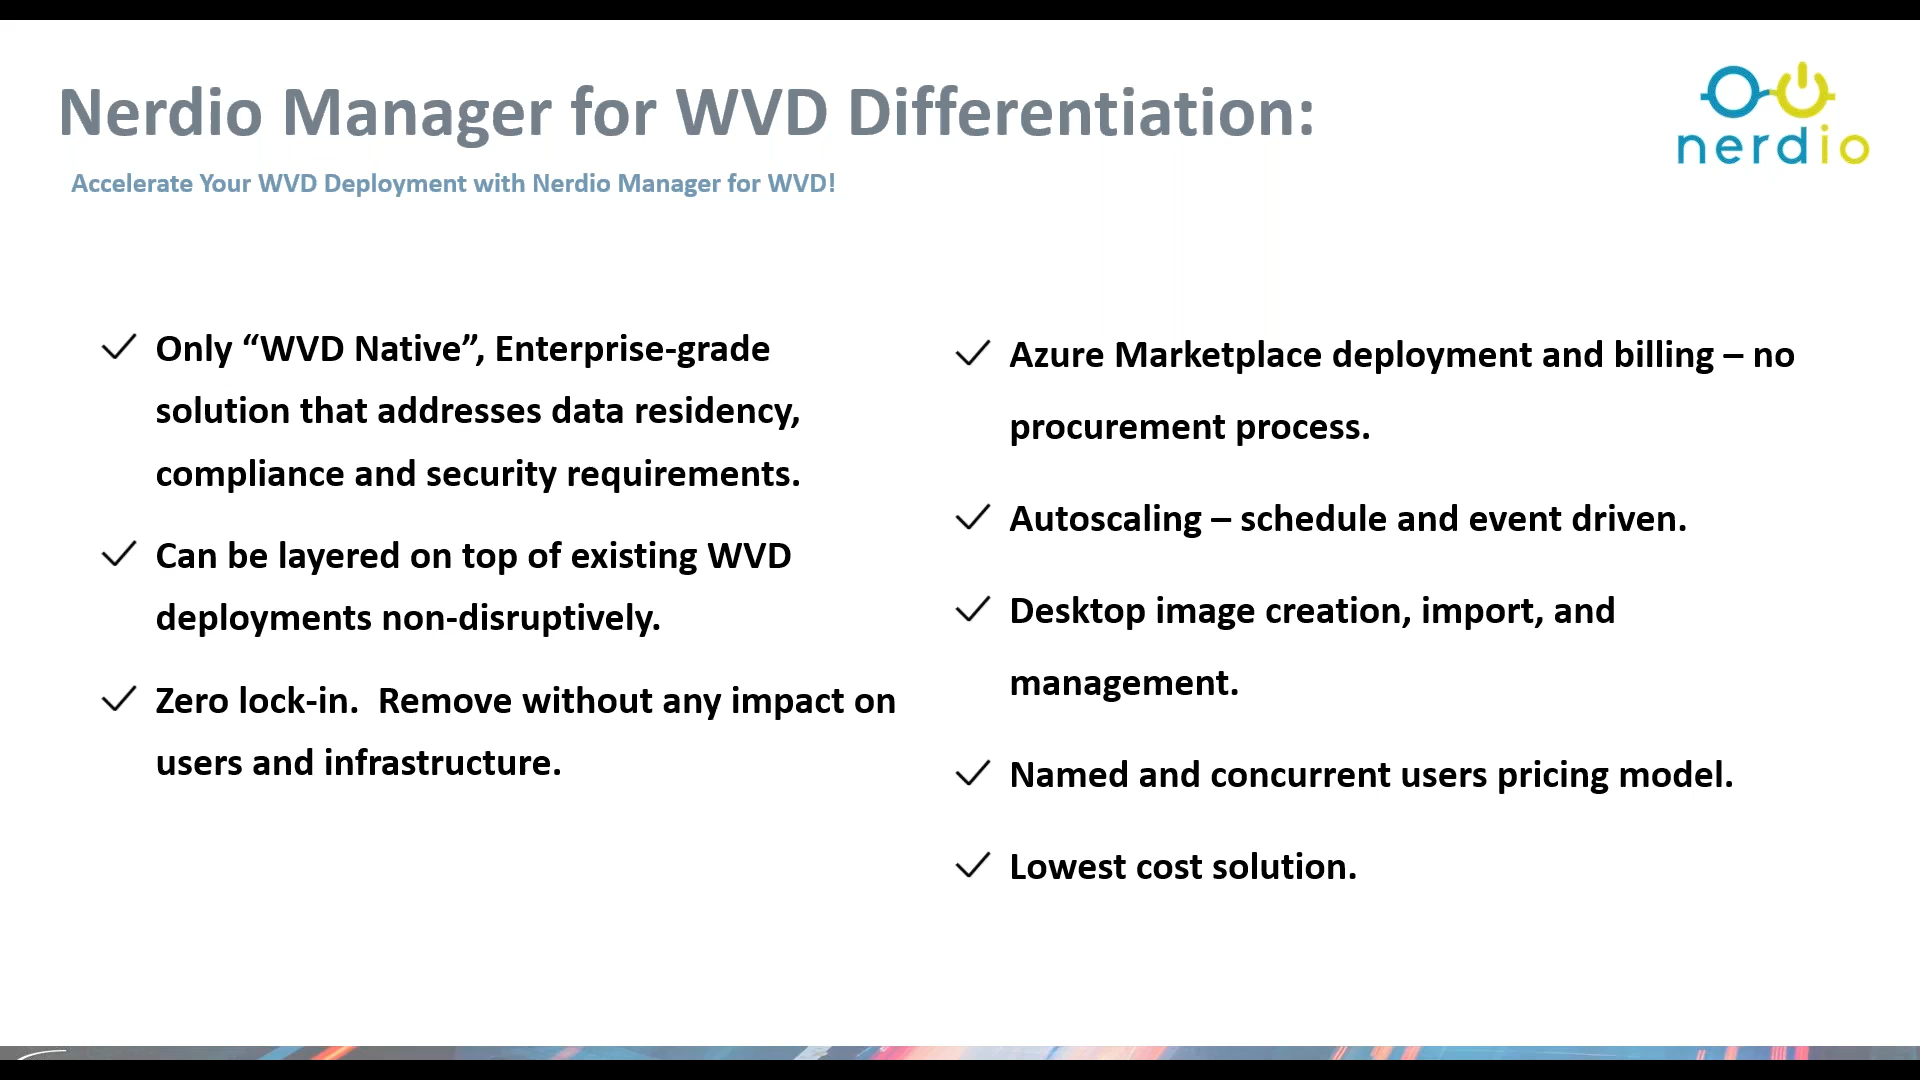 Nerdio Manager for WVD Differentiation:
nerdio
Accelerate Your WVD Deployment with Nerdio Manager for WVD!
Only “WVD Native”, Enterprise-grade
solution that addresses data residency,
compliance and security requirements.
Can be layered on top of existing WVD
deployments non-disruptively.
Zero lock-in.  Remove without any impact on
users and infrastructure.
Azure Marketplace deployment and billing – no
procurement process.
Autoscaling – schedule and event driven.
Desktop image creation, import, and
management.
Named and concurrent users pricing model.
Lowest cost solution.